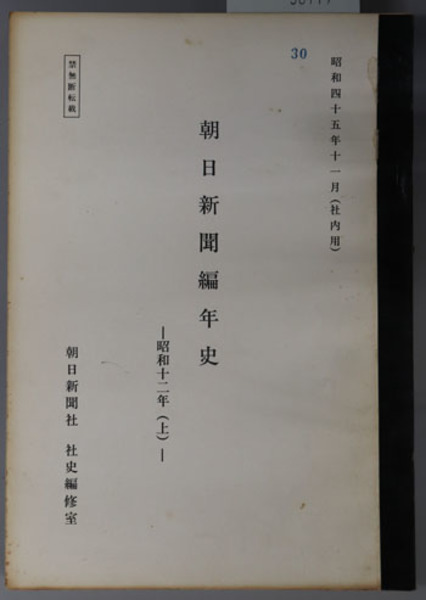 昭和四十五年十一月(社内用)
30
朝日新聞編年史
―昭和十二年(上)―
朝日新聞社 社史編修室
禁無断転載